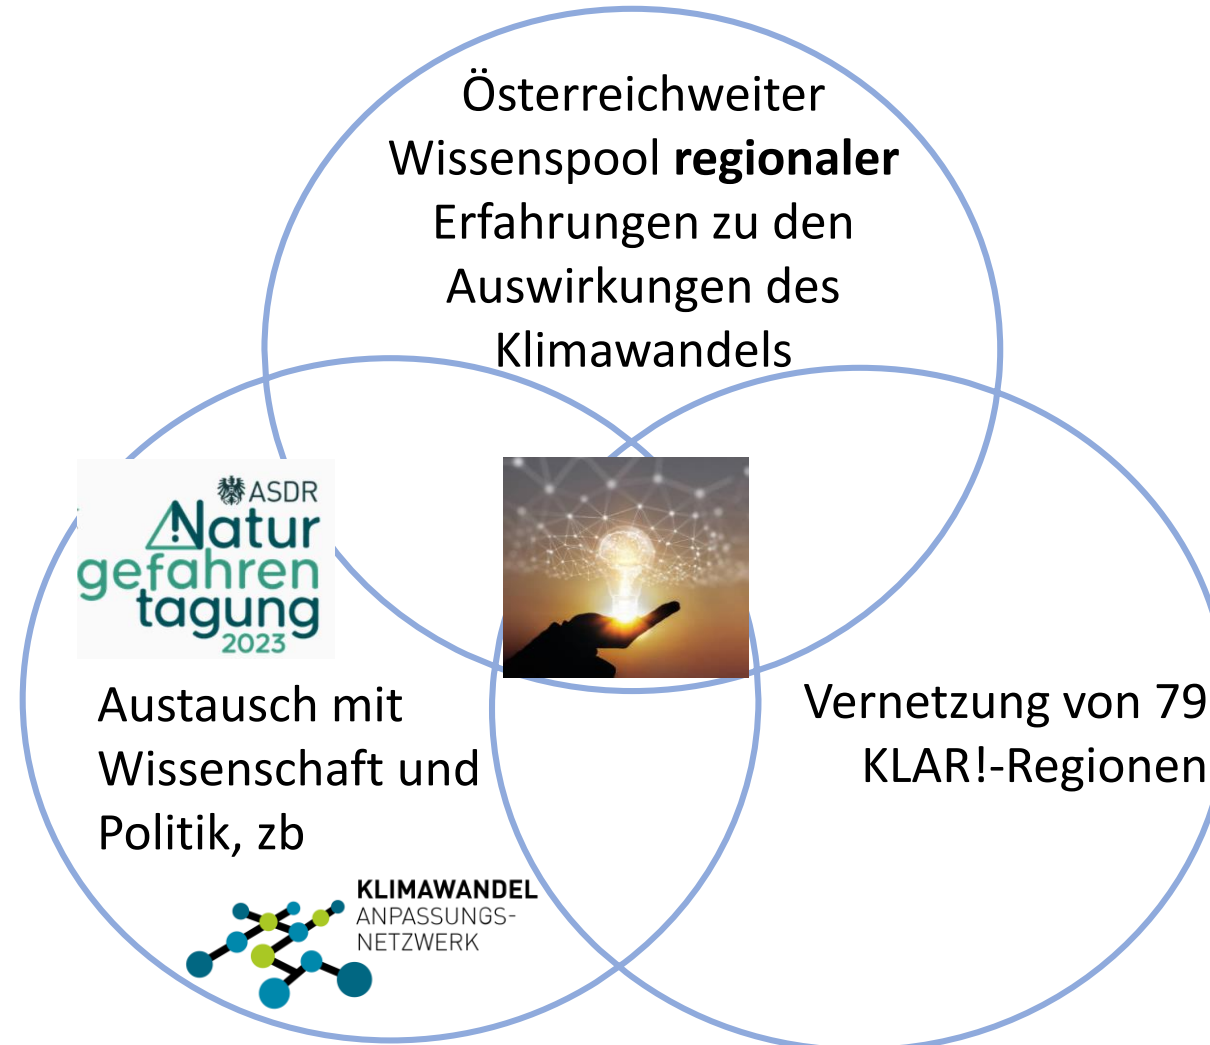 Österreichweiter
Wissenspool regionaler
Erfahrungen zu den
Auswirkungen des
Klimawandels
ASDR
Natur
gefahren
tagung
2023
Austausch mit
Wissenschaft und
Politik, zb
KLIMAWANDEL
ANPASSUNGS-
NETZWERK
Vernetzung von 79
KLAR!-Regionen